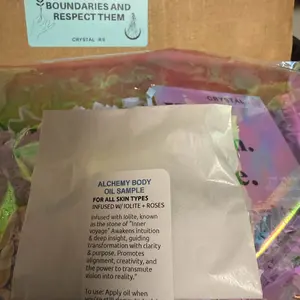 BOUNDARIES AND
RESPECT THEM
CRYSTAL
CRYSTAL
ALCHEMY BODY
OIL SAMPLE
FOR ALL SKIN TYPES
INFUSED W/ IOLITE + ROSES
Infused with Iolite, known
as the stone of "Inner
voyage" Awakens intuition
& deep insight, guiding
transformation with clarity
& purpose. Promotes
alignment, creativity, and
the power to transmute
vision into reality."
To use: Apply oil when